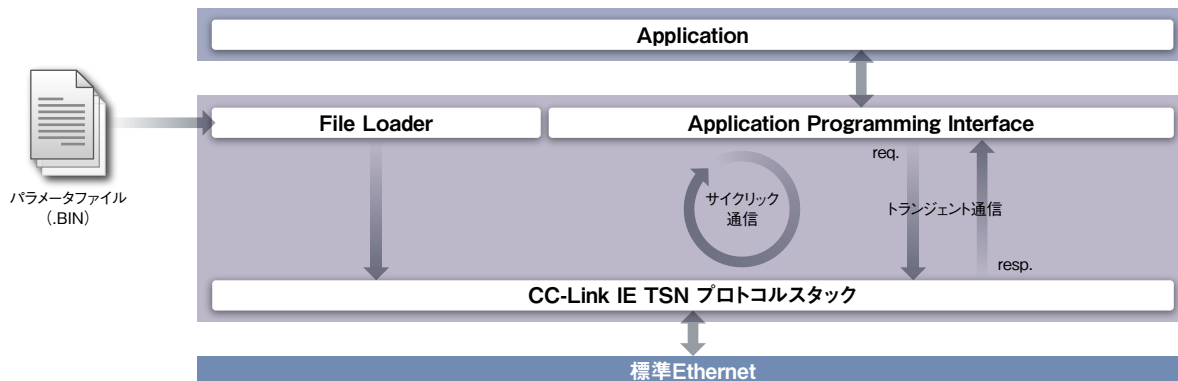 Application
File Loader
Application Programming Interface
req.
パラメータファイル
（.BIN）
サイクリック
通信
トランジェント通信
resp.
CC-Link IE TSN プロトコルスタック
標準Ethernet